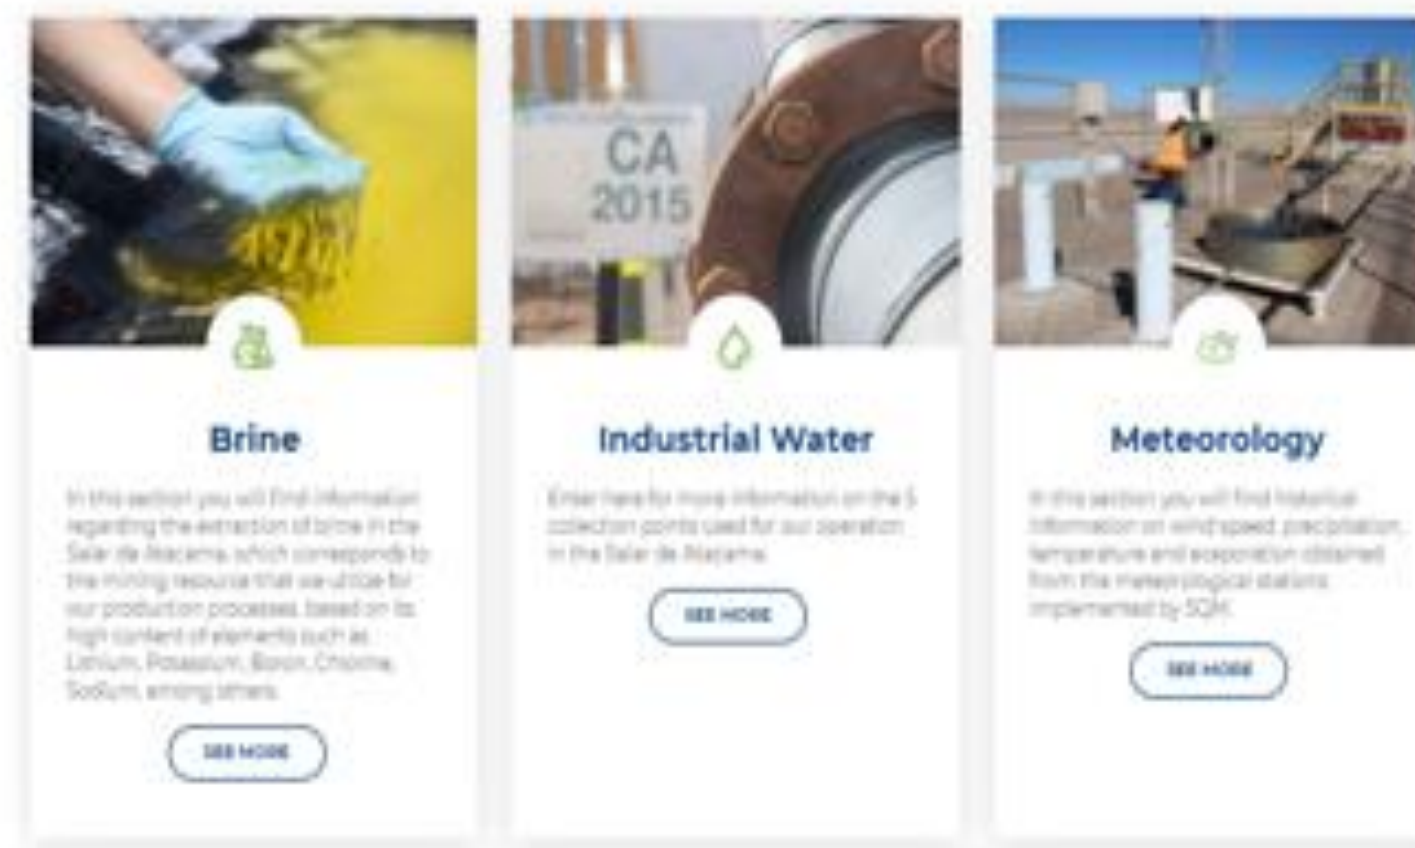 CA
2015
Brine
In this section you will find information
regarding the extraction of brine in the
Salar de Atacama, which corresponds to
the mining resource that we utilize for
our production processes, based on its
high content of elements such as
Lithium, Potassium, Boron, Chlorine,
Sodium, among others.
SEE MORE
Industrial Water
Enter here for more information on the 5
collection points used for our operation
in the Salar de Atacama.
SEE MORE
Meteorology
In this section you will find historical
information on wind speed, precipitation,
temperature and evaporation obtained
from the meteorological stations
implemented by SQM.
SEE MORE